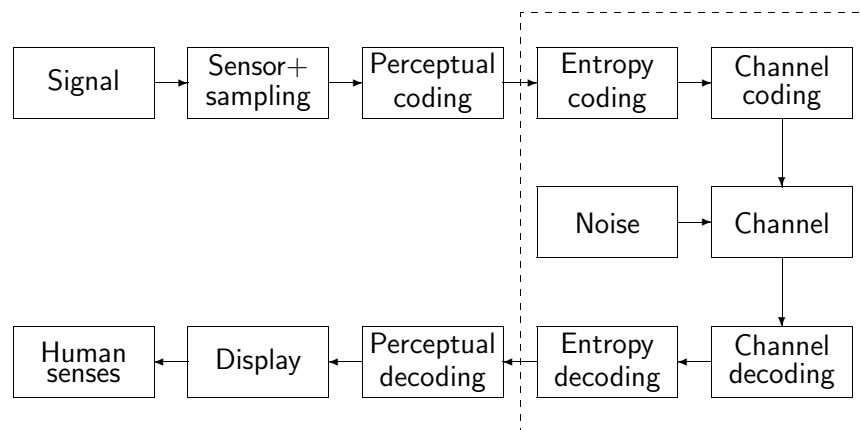 Signal
Sensor+
sampling
Perceptual
coding
Entropy
coding
Channel
coding
Noise
Channel
Human
senses
Display
Perceptual
decoding
Entropy
decoding
Channel
decoding